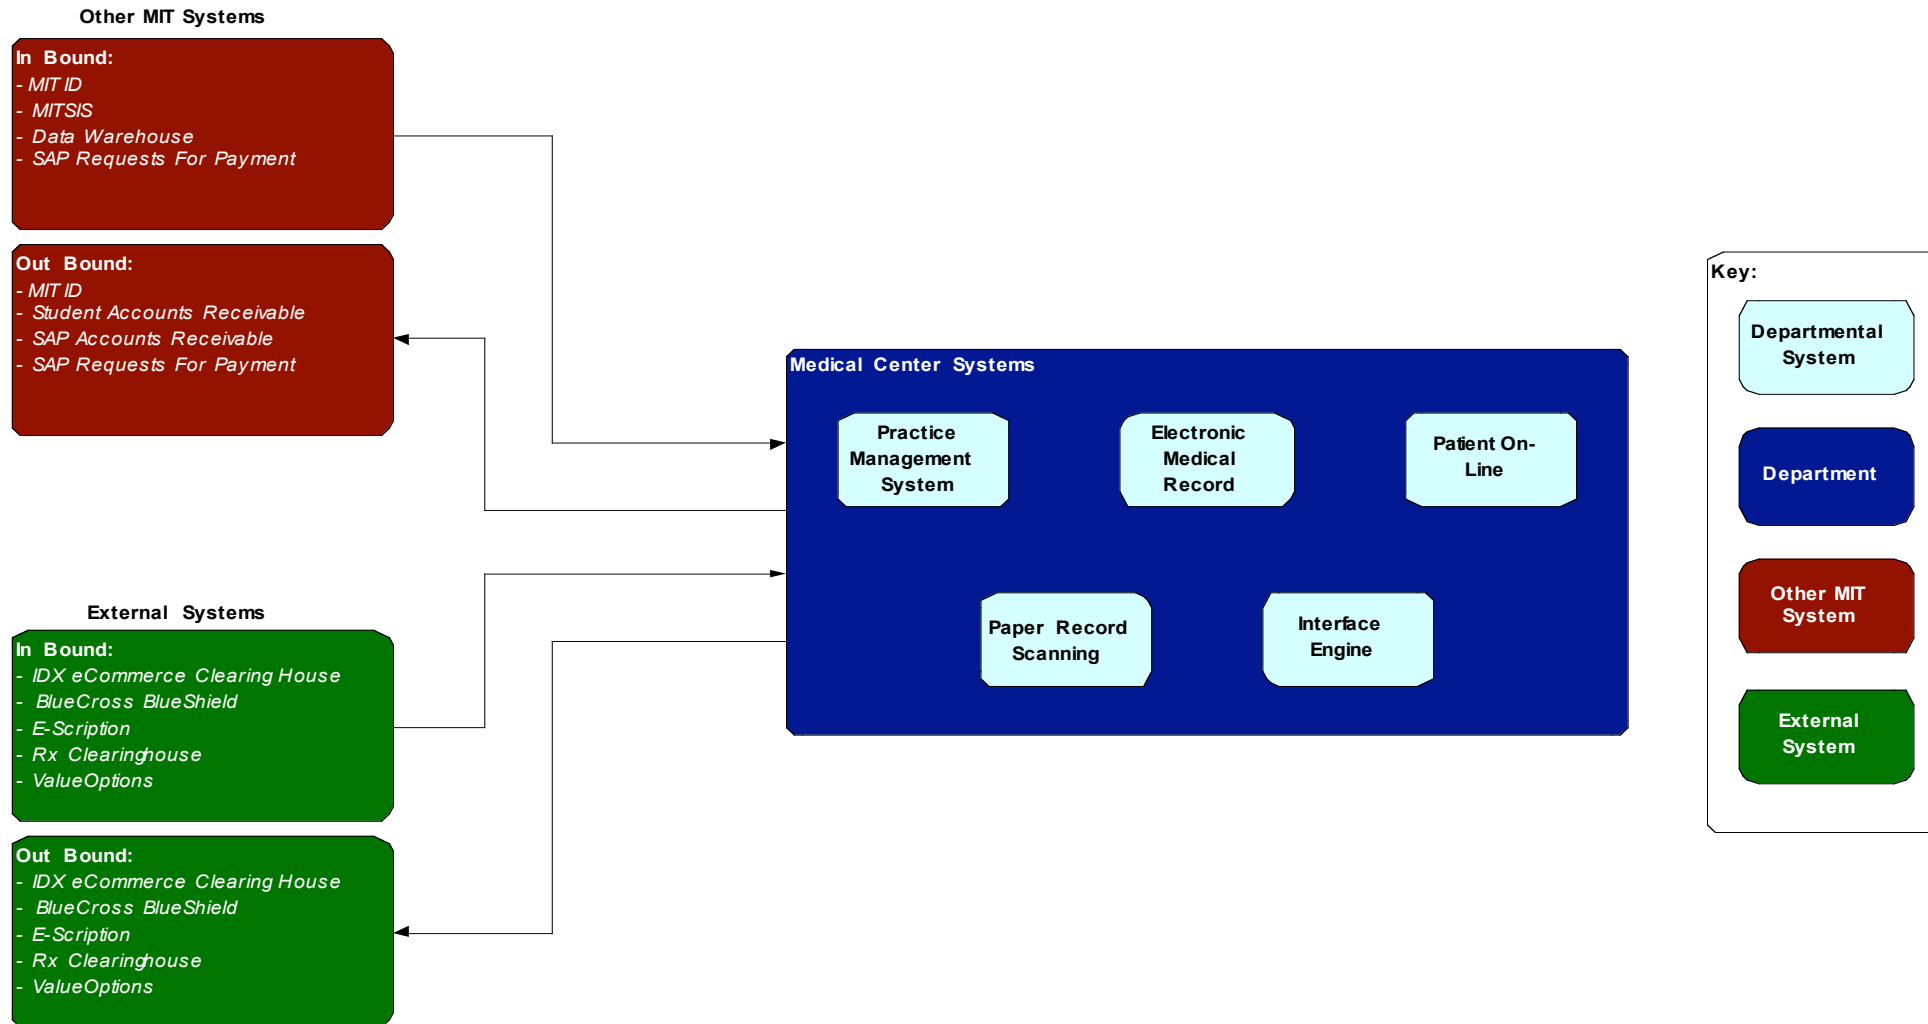 Other MIT Systems
In Bound:
- MIT ID
- MITSIS
- Data Warehouse
- SAP Requests For Payment
Out Bound:
- MIT ID
- Student Accounts Receivable
- SAP Accounts Receivable
- SAP Requests For Payment
External Systems
In Bound:
- IDX eCommerce Clearing House
- BlueCross BlueShield
- E-Scription
- Rx Clearinghouse
- ValueOptions
Out Bound:
- IDX eCommerce Clearing House
- BlueCross BlueShield
- E-Scription
- Rx Clearinghouse
- ValueOptions
Medical Center Systems
Practice
Management
System
Electronic
Medical
Record
Patient On-
Line
Paper Record
Scanning
Interface
Engine
Key:
Departmental
System
Department
Other MIT
System
External
System